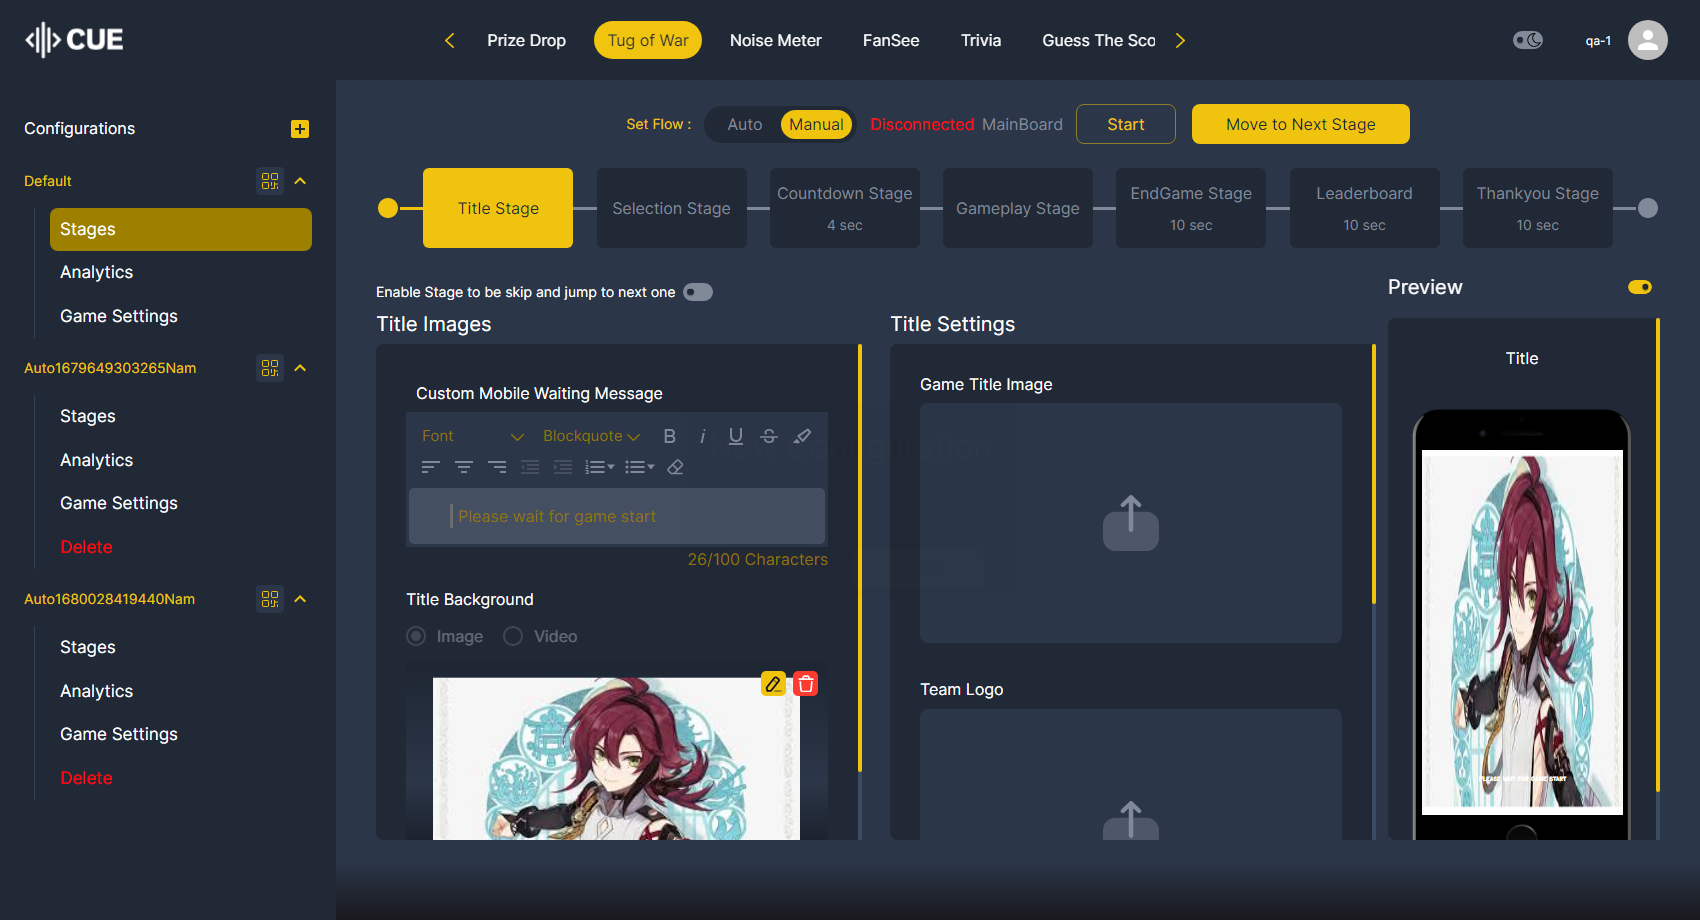 CUE
Prize Drop
Tug of War
Noise Meter
FanSee
Trivia
Guess The Sco
qa-1
Configurations
Default
Stages
Analytics
Game Settings
Auto1679649303265Nam
Stages
Analytics
Game Settings
Delete
Auto1680028419440Nam
Stages
Analytics
Game Settings
Delete
Set Flow :
Auto
Manual
Disconnected MainBoard
Start
Move to Next Stage
Title Stage
Selection Stage
Countdown Stage
4 sec
Gameplay Stage
EndGame Stage
10 sec
Leaderboard
10 sec
Thankyou Stage
10 sec
Enable Stage to be skip and jump to next one
Title Images
Custom Mobile Waiting Message
Font
Blockquote
B
i
U
S
Please wait for game start
26/100 Characters
Title Background
Image
Video
Title Settings
Game Title Image
Team Logo
Preview
Title
PLEASE WAIT FOR GAME START